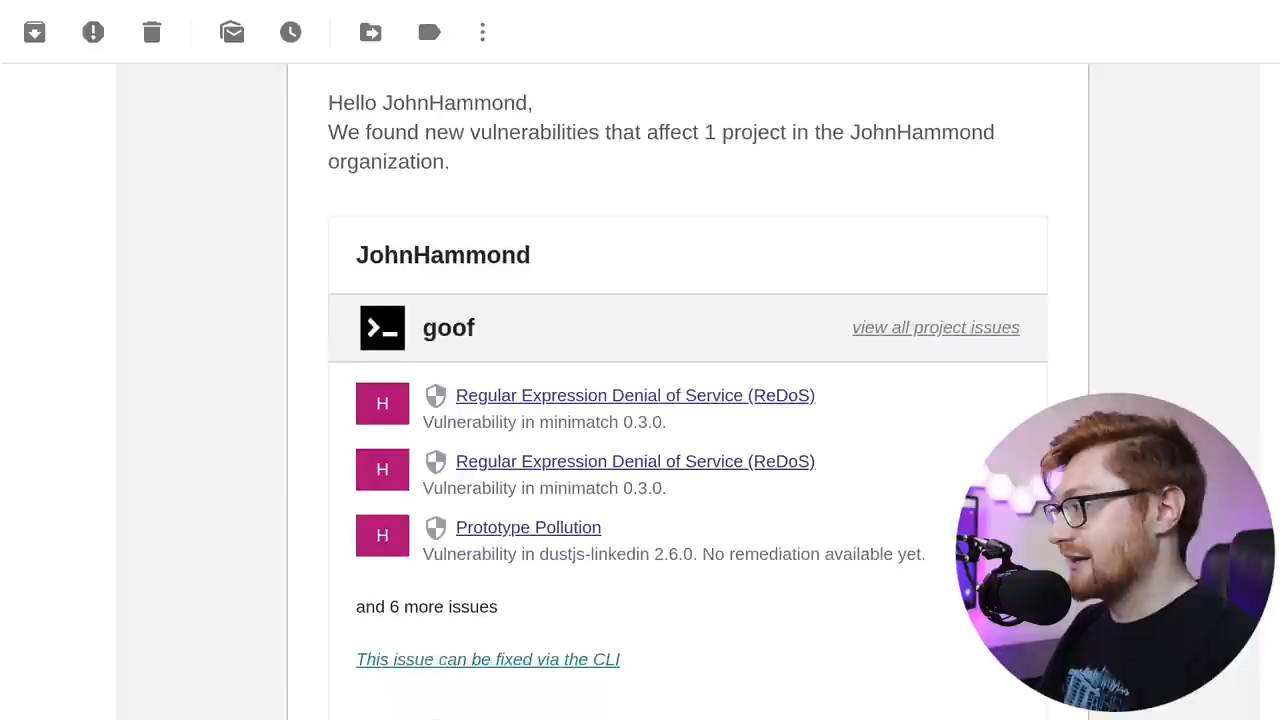 Hello JohnHammond,
We found new vulnerabilities that affect 1 project in the JohnHammond
organization.
JohnHammond
goof
view all project issues
H
Regular Expression Denial of Service (ReDoS)
Vulnerability in minimatch 0.3.0.
H
Regular Expression Denial of Service (ReDoS)
Vulnerability in minimatch 0.3.0.
H
Prototype Pollution
Vulnerability in dustjs-linkedin 2.6.0. No remediation available yet.
and 6 more issues
This issue can be fixed via the CLI